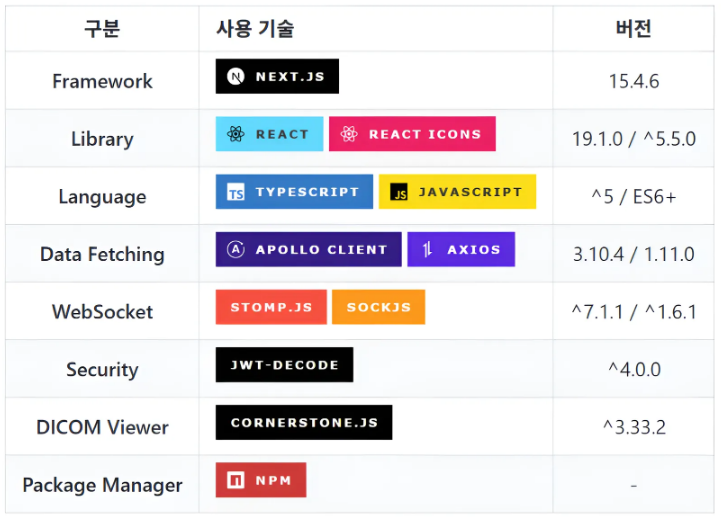 구분 사용 기술 버전
Framework NEXT.JS 15.4.6
Library REACT REACT ICONS 19.1.0 / ^5.5.0
Language TS TYPESCRIPT JS JAVASCRIPT ^5 / ES6+
Data Fetching APOLLO CLIENT AXIOS 3.10.4 / 1.11.0
WebSocket STOMP.JS SOCKJS ^7.1.1 / ^1.6.1
Security JWT-DECODE ^4.0.0
DICOM Viewer CORNERSTONE.JS ^3.33.2
Package Manager NPM -